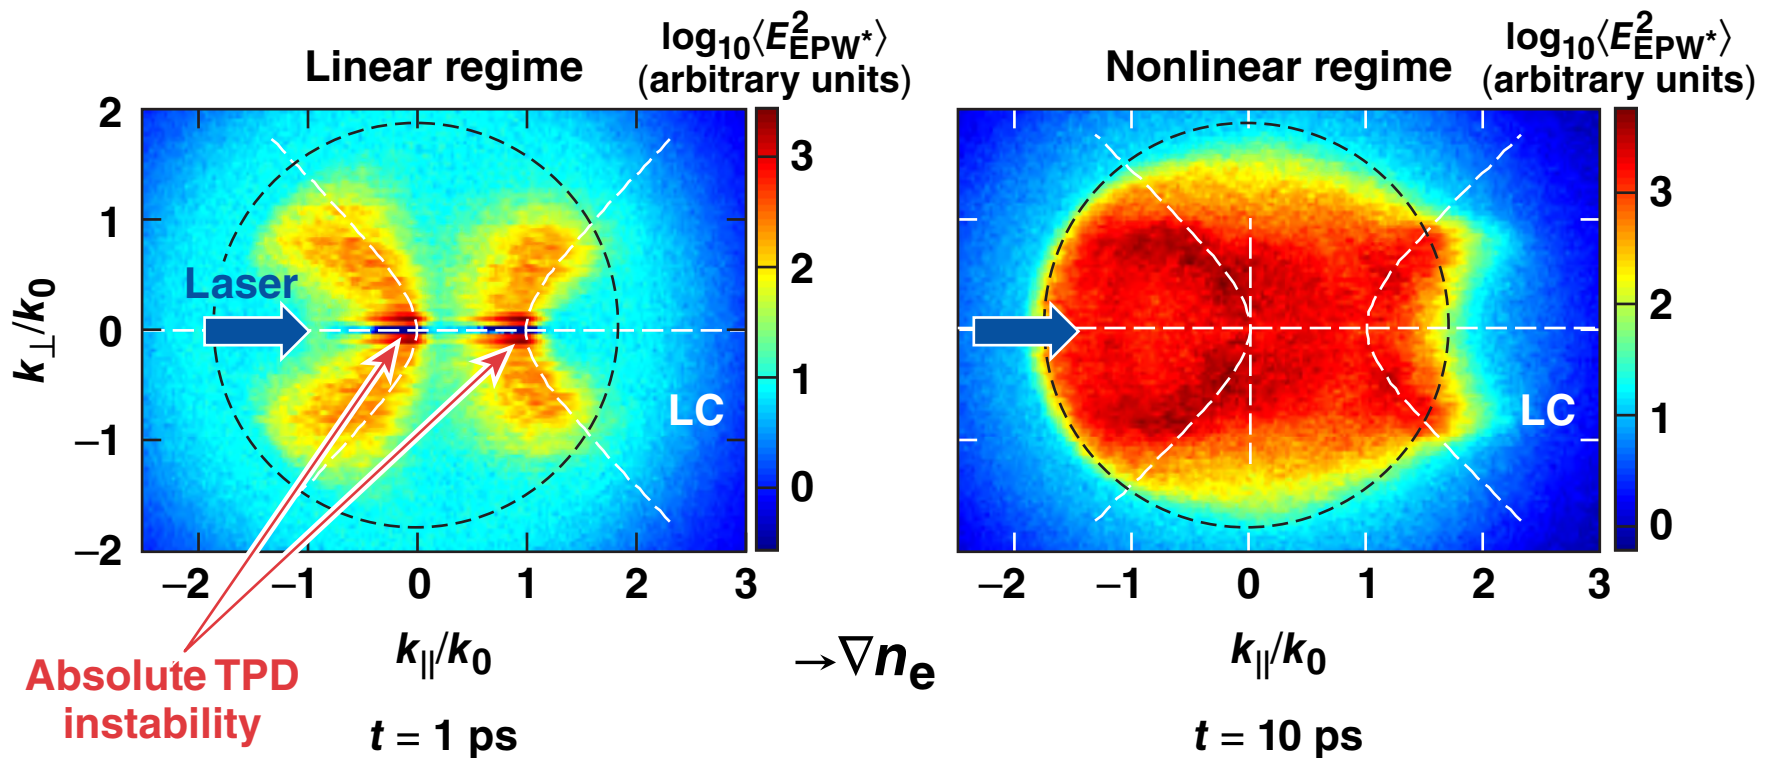 Linear regime
log₁₀⟨E²EPW*⟩
(arbitrary units)
Nonlinear regime
log₁₀⟨E²EPW*⟩
(arbitrary units)
k⊥/k₀
2
1
0
–1
–2
Laser
LC
3
2
1
0
–2
–1
0
1
2
3
k||/k₀
Absolute TPD
instability
t = 1 ps
→∇nₑ
LC
3
2
1
0
–2
–1
0
1
2
3
k||/k₀
t = 10 ps